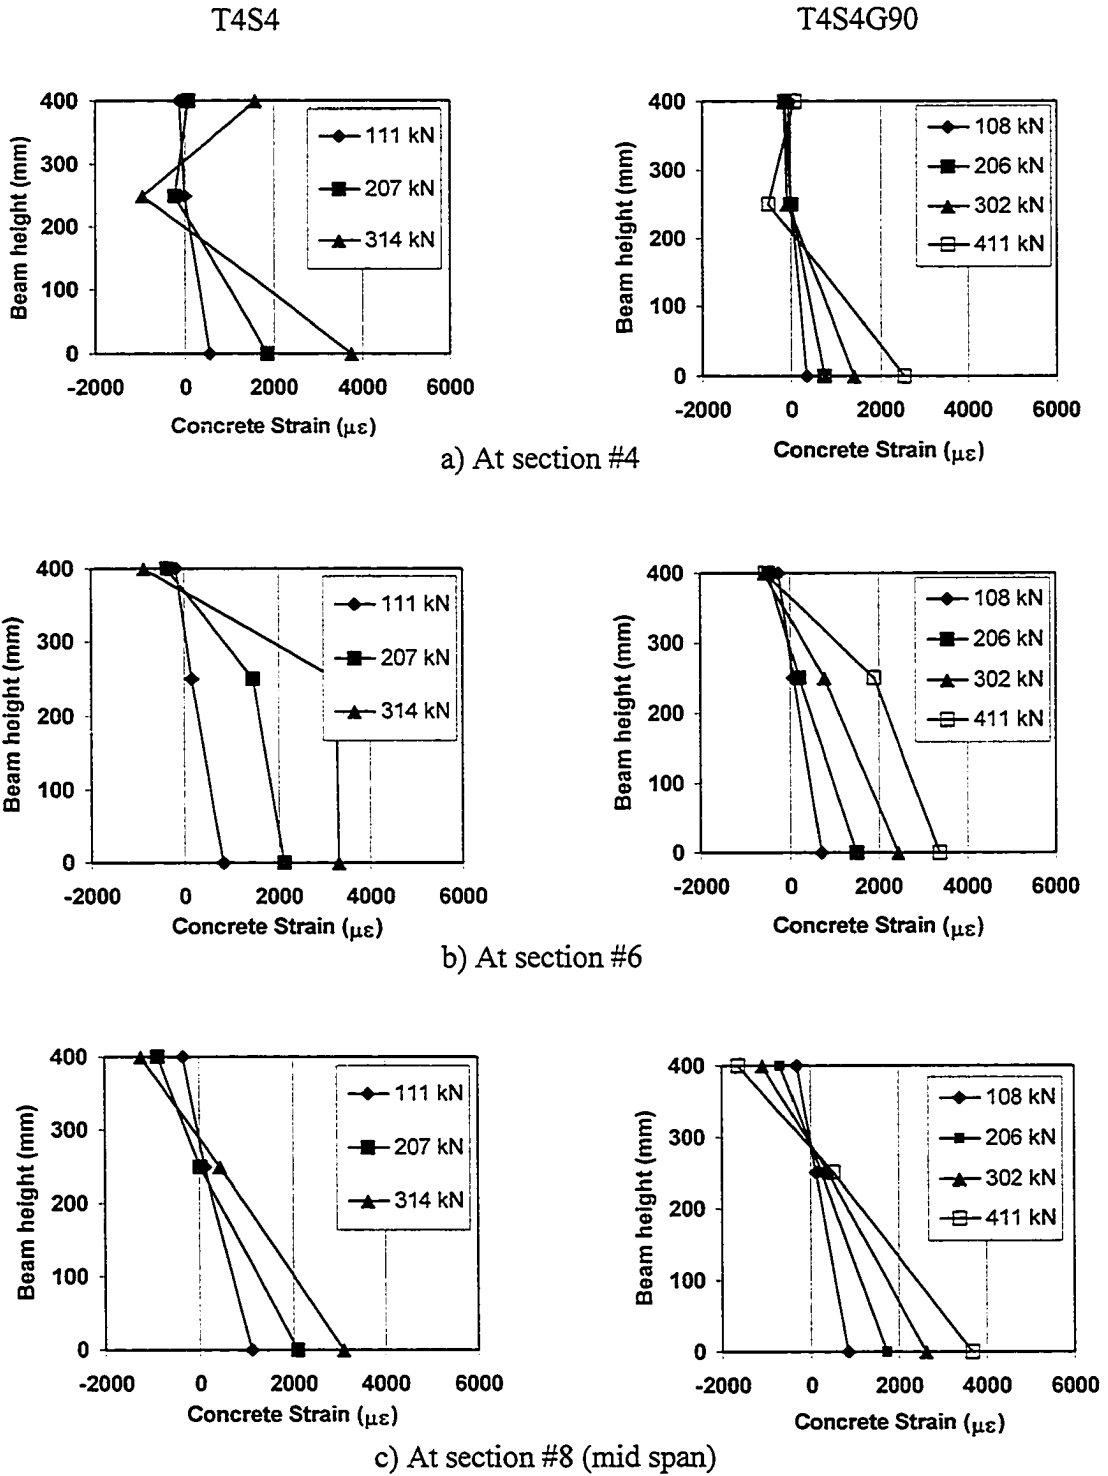 T4S4
T4S4G90
400
300
200
100
0
Beam height (mm)
-2000 0 2000 4000 6000
Concrete Strain (με)
111 kN
207 kN
314 kN
400
300
200
100
0
Beam height (mm)
-2000 0 2000 4000 6000
Concrete Strain (με)
108 kN
206 kN
302 kN
411 kN
a) At section #4
400
300
200
100
0
Beam height (mm)
-2000 0 2000 4000 6000
Concrete Strain (με)
111 kN
207 kN
314 kN
400
300
200
100
0
Beam height (mm)
-2000 0 2000 4000 6000
Concrete Strain (με)
108 kN
206 kN
302 kN
411 kN
b) At section #6
400
300
200
100
0
Beam height (mm)
-2000 0 2000 4000 6000
Concrete Strain (με)
111 kN
207 kN
314 kN
400
300
200
100
0
Beam height (mm)
-2000 0 2000 4000 6000
Concrete Strain (με)
108 kN
206 kN
302 kN
411 kN
c) At section #8 (mid span)